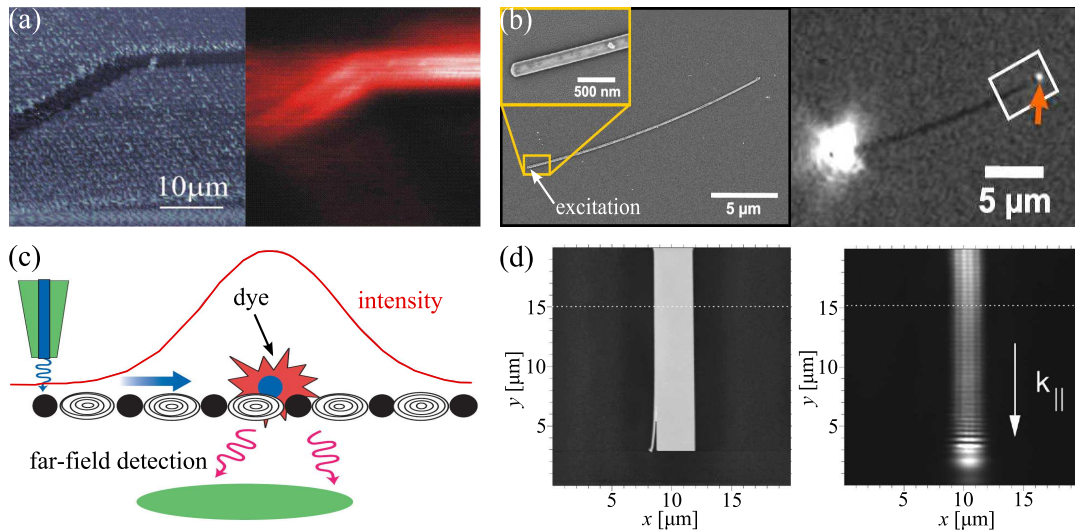 (a)
10μm
(b)
500 nm
excitation
5 μm
5 μm
(c)
dye
intensity
far-field detection
(d)
15
10
5
y [μm]
5 10 15
x [μm]
15
10
5
y [μm]
k||
5 10 15
x [μm]